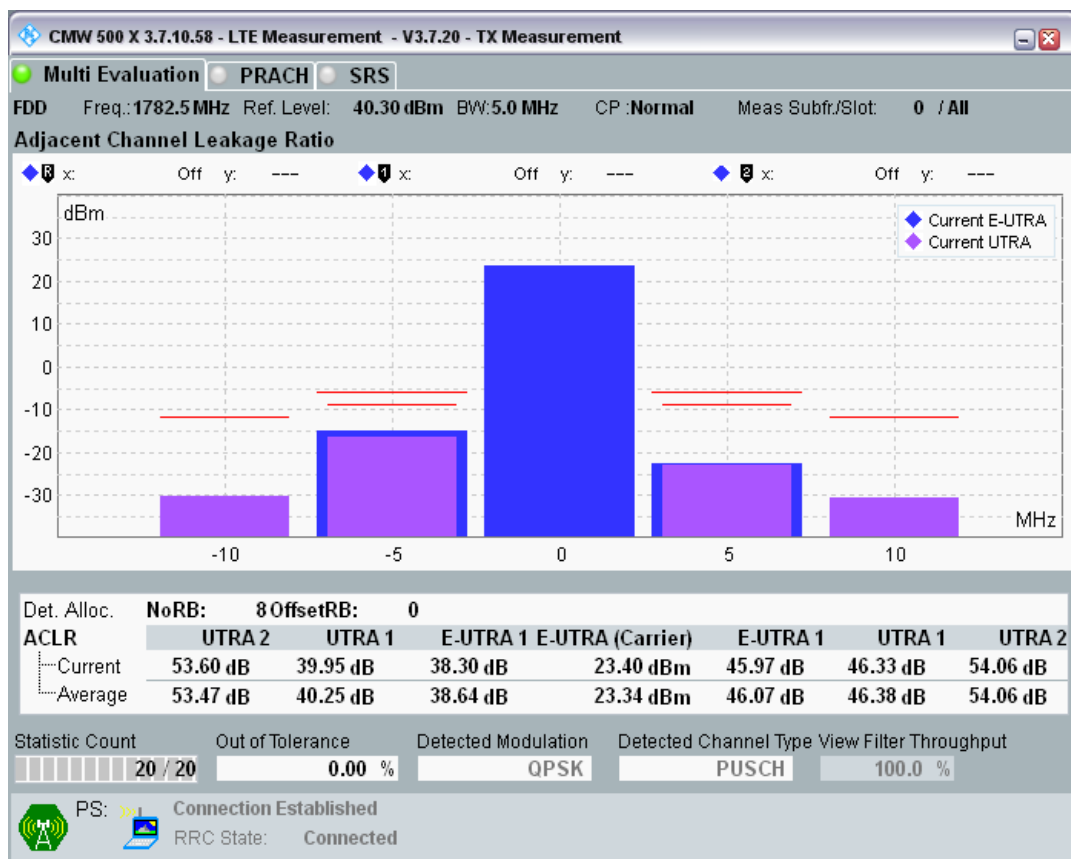 CMW 500 X 3.7.10.58 - LTE Measurement - V3.7.20 - TX Measurement
Multi Evaluation PRACH SRS
FDD Freq.: 1782.5 MHz Ref. Level: 40.30 dBm BW: 5.0 MHz CP : Normal Meas Subfr./Slot: 0 / All
Adjacent Channel Leakage Ratio
R x: Off y: --- 1 x: Off y: --- 2 x: Off y: ---
dBm
Current E-UTRA
Current UTRA
30
20
10
0
-10
-20
-30
MHz
-10 -5 0 5 10
Det. Alloc. NoRB: 8 OffsetRB: 0
ACLR UTRA 2 UTRA 1 E-UTRA 1 E-UTRA (Carrier) E-UTRA 1 UTRA 1 UTRA 2
Current 53.60 dB 39.95 dB 38.30 dB 23.40 dBm 45.97 dB 46.33 dB 54.06 dB
Average 53.47 dB 40.25 dB 38.64 dB 23.34 dBm 46.07 dB 46.38 dB 54.06 dB
Statistic Count Out of Tolerance Detected Modulation Detected Channel Type View Filter Throughput
20 / 20 0.00 % QPSK PUSCH 100.0 %
PS: Connection Established
RRC State: Connected